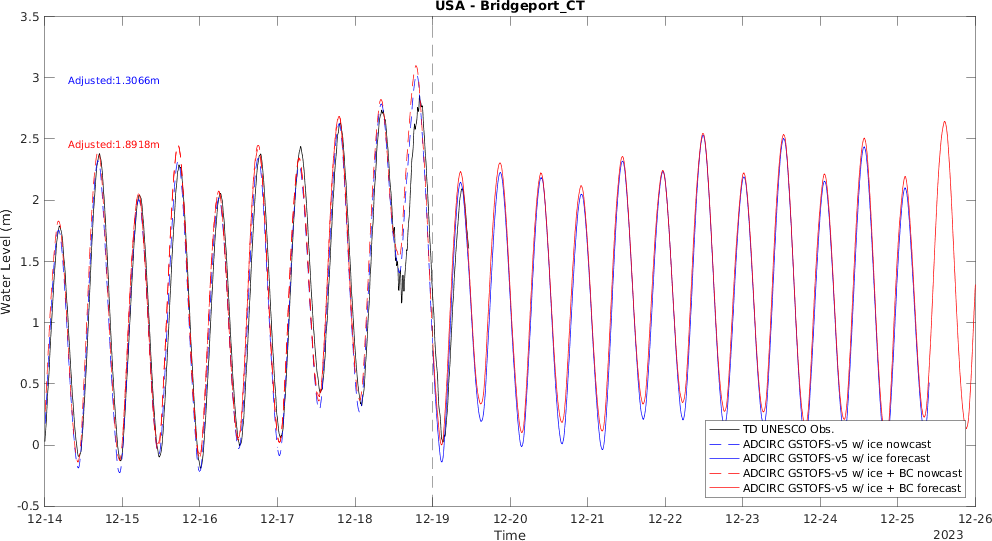 USA - Bridgeport_CT
3.5
3
2.5
2
1.5
1
0.5
0
-0.5
Water Level (m)
Adjusted:1.3066m
Adjusted:1.8918m
TD UNESCO Obs.
ADCIRC GSTOFS-v5 w/ ice nowcast
ADCIRC GSTOFS-v5 w/ ice forecast
ADCIRC GSTOFS-v5 w/ ice + BC nowcast
ADCIRC GSTOFS-v5 w/ ice + BC forecast
12-14 12-15 12-16 12-17 12-18 12-19 12-20 12-21 12-22 12-23 12-24 12-25 12-26
Time
2023